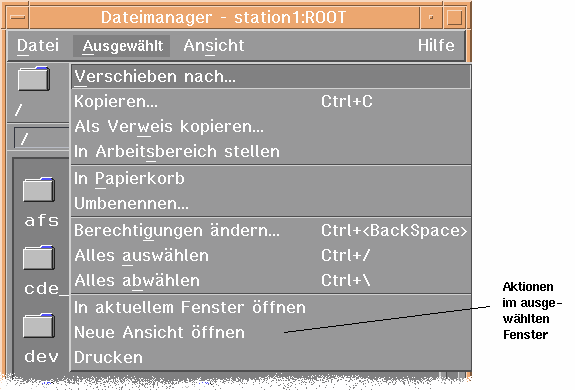 Dateimanager - station1:ROOT
Datei Ausgewählt Ansicht Hilfe
Verschieben nach...
/
Kopieren... Ctrl+C
Als Verweis kopieren...
/
In Arbeitsbereich stellen
In Papierkorb
Umbenennen...
afs
Berechtigungen ändern... Ctrl+<BackSpace>
Alles auswählen Ctrl+/
Alles abwählen Ctrl+\
cde_
In aktuellem Fenster öffnen
Neue Ansicht öffnen
dev
Drucken
Aktionen
im ausge-
wählten
Fenster